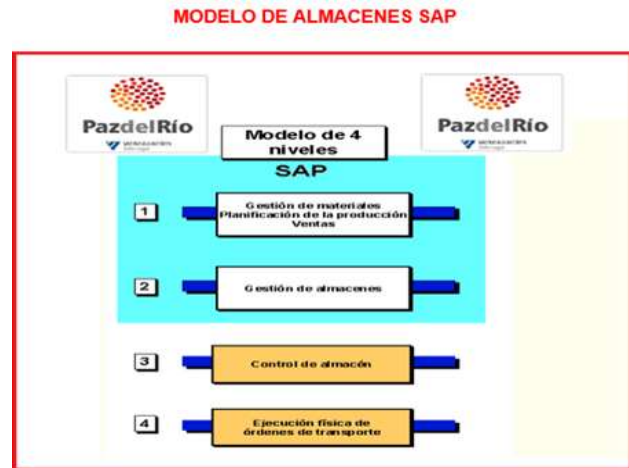 MODELO DE ALMACENES SAP
PazdelRío
PazdelRío
Modelo de 4
niveles
SAP
1
Gestión de materiales
Planificación de la producción
Ventas
2
Gestión de almacenes
3
Control de almacén
4
Ejecución física de
órdenes de transporte